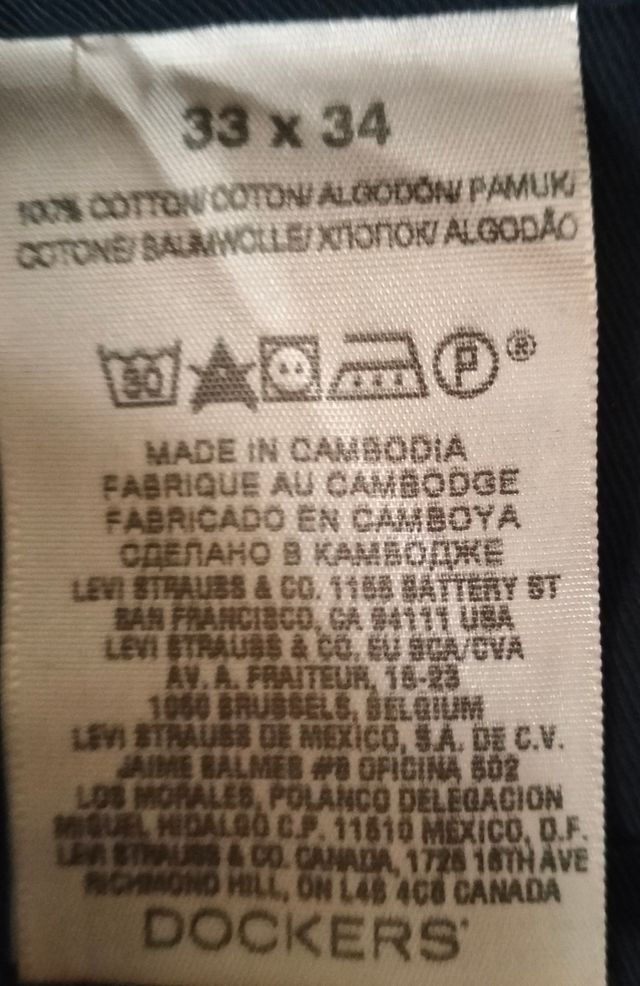 33 x 34
100% COTTON/COTON/ALGODÓN/PAMUK/
COTONE/BAUMWOLLE/ХЛОПОК/ALGODÃO
30 P ®
MADE IN CAMBODIA
FABRIQUE AU CAMBODGE
FABRICADO EN CAMBOYA
СДЕЛАНО В КАМБОДЖЕ
LEVI STRAUSS & CO. 1155 BATTERY ST
SAN FRANCISCO, CA 94111 USA
LEVI STRAUSS & CO. EU BCA/CVA
AV. A. FRAITEUR, 15-23
1050 BRUSSELS, BELGIUM
LEVI STRAUSS DE MEXICO, S.A. DE C.V.
JAIME BALMES #8 OFICINA 602
LOS MORALES, POLANCO DELEGACION
MIGUEL HIDALGO C.P. 11510 MEXICO, D.F.
LEVI STRAUSS & CO. CANADA, 1725 16TH AVE
RICHMOND HILL, ON L4B 4C6 CANADA
DOCKERS'